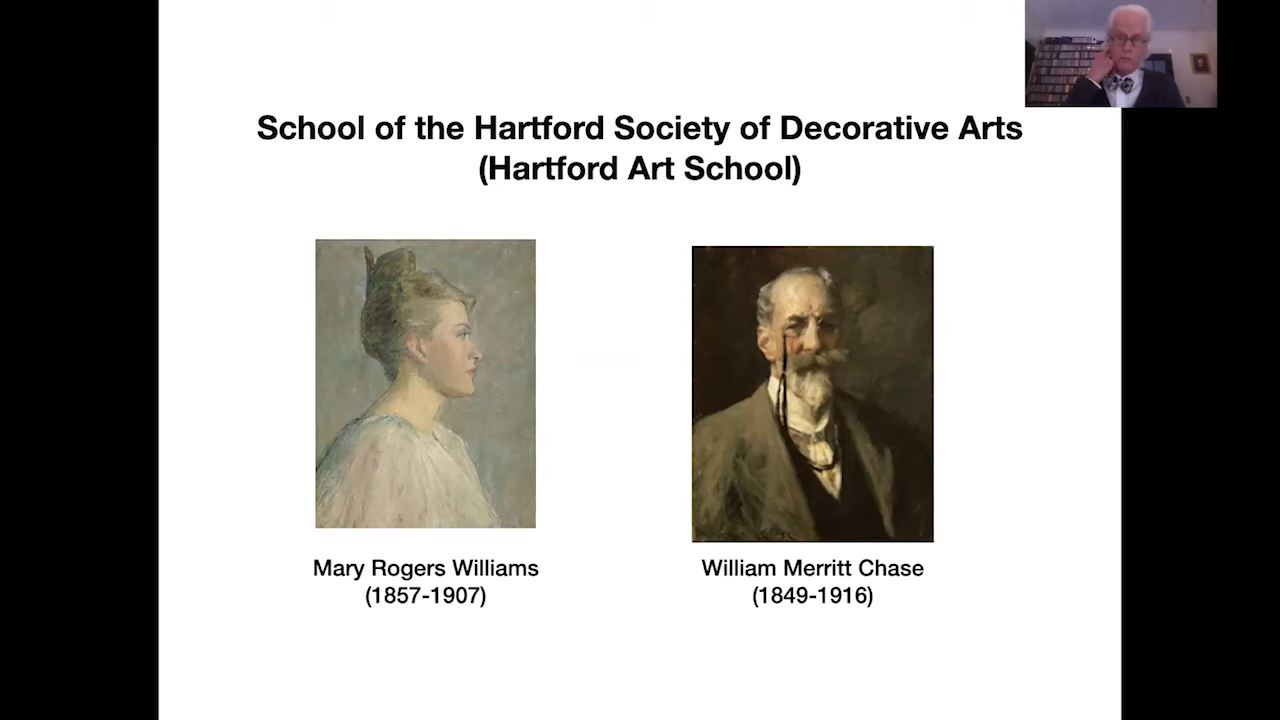 School of the Hartford Society of Decorative Arts
(Hartford Art School)
Mary Rogers Williams
(1857-1907)
William Merritt Chase
(1849-1916)